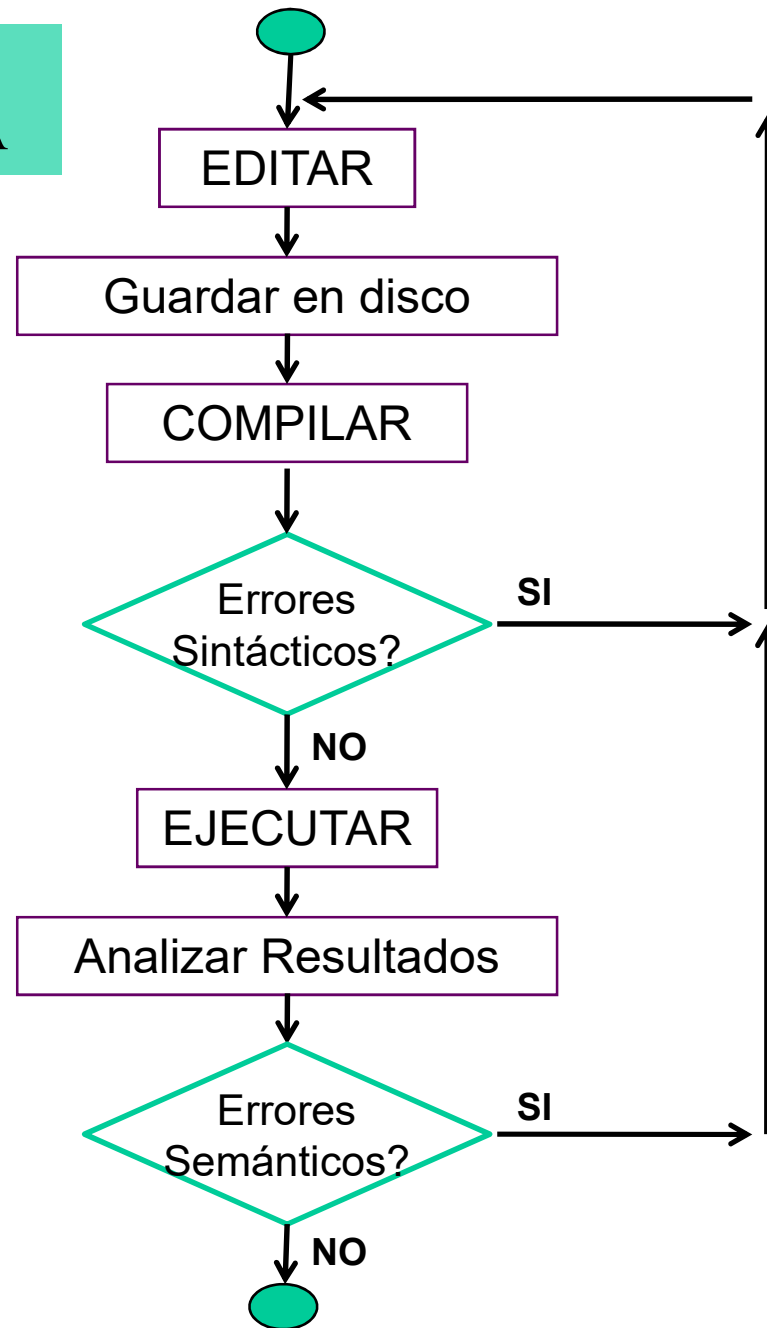 EDITAR
Guardar en disco
COMPILAR
Errores
Sintácticos?
SI
NO
EJECUTAR
Analizar Resultados
Errores
Semánticos?
SI
NO